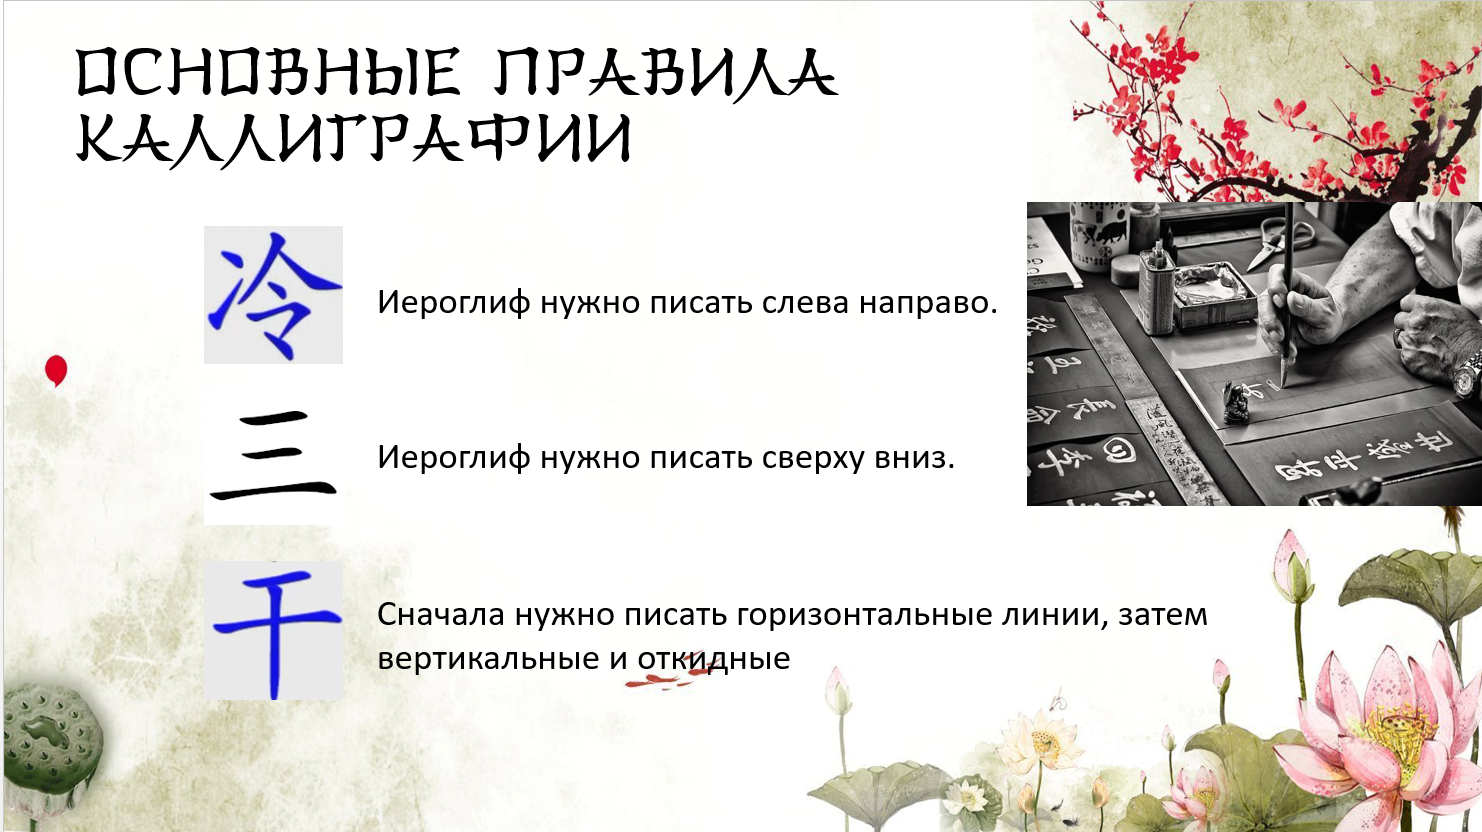 ОСНОВНЫЕ ПРАВИЛА
КАЛЛИГРАФИИ
冷
Иероглиф нужно писать слева направо.
三
Иероглиф нужно писать сверху вниз.
干
Сначала нужно писать горизонтальные линии, затем
вертикальные и откидные